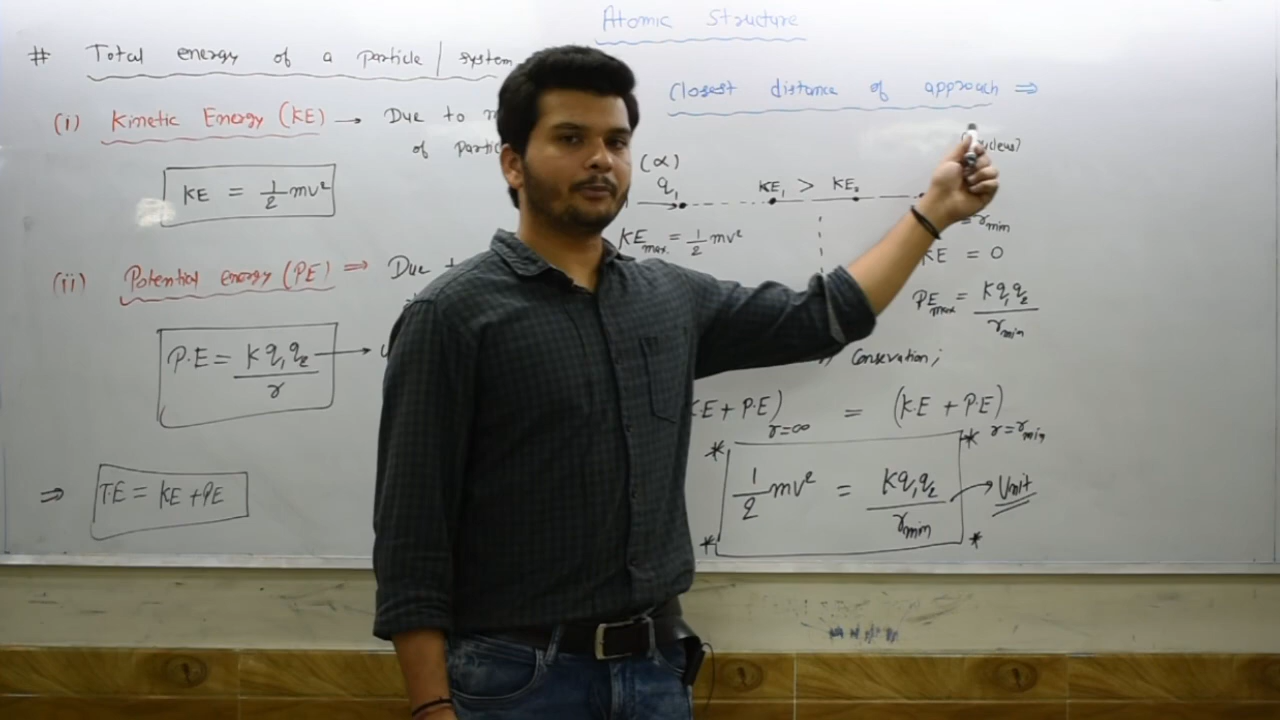 Atomic Structure
# Total energy of a particle / system
(i) Kinetic Energy (KE) → Due to
of
KE = 1/2 mv²
(ii) Potential energy (PE) ⇒ Due
P.E = Kq₁q₂/r →
⇒ T.E = KE + PE
Closest distance of approach ⇒
(α)
q₁
KE₁ > KE₂
KEmax. = 1/2 mv²
= rmin
KE = 0
PEmax = Kq₁q₂/rmin
Conservation;
E + P.E) r=∞ = (K.E + P.E) r=rmin
1/2 mv² = Kq₁q₂/rmin → Unit